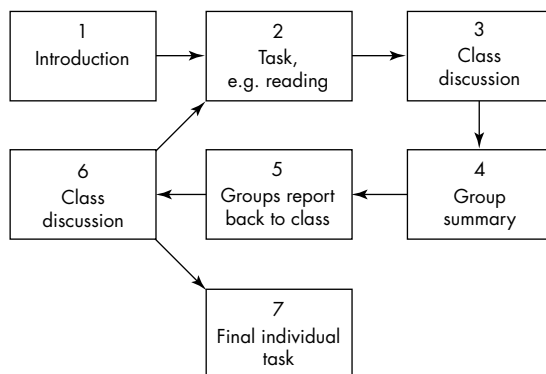 1
Introduction
2
Task,
e.g. reading
3
Class
discussion
4
Group
summary
5
Groups report
back to class
6
Class
discussion
7
Final individual
task